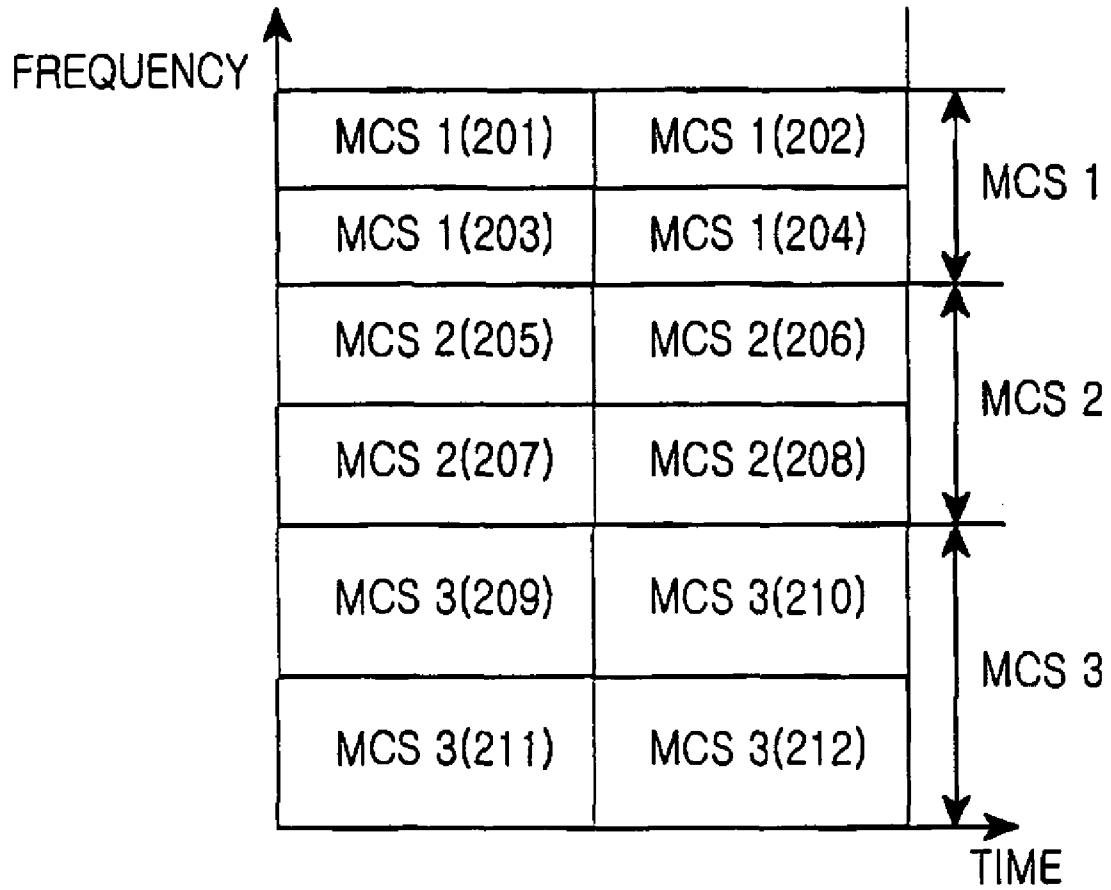 FREQUENCY
MCS 1(201) MCS 1(202)
MCS 1
MCS 1(203) MCS 1(204)
MCS 2(205) MCS 2(206)
MCS 2
MCS 2(207) MCS 2(208)
MCS 3(209) MCS 3(210)
MCS 3
MCS 3(211) MCS 3(212)
TIME